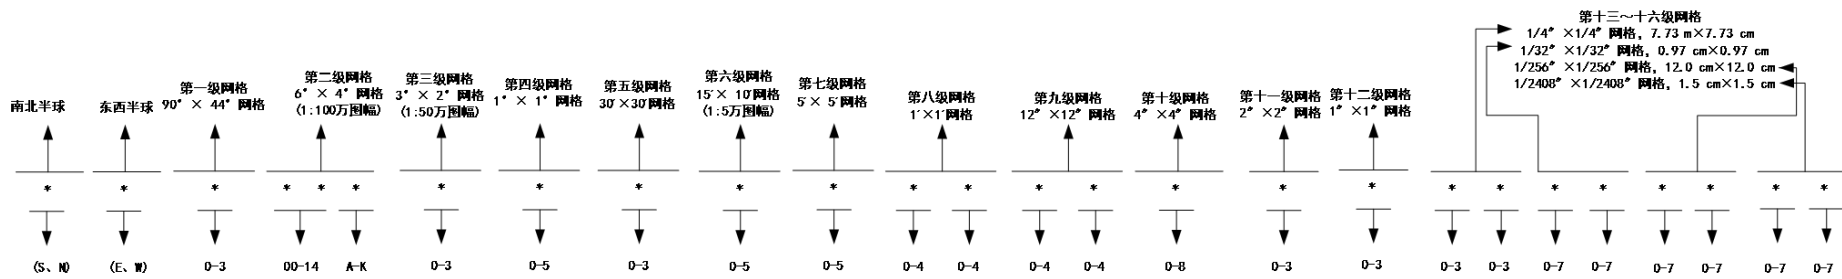 南北半球
东西半球
第一级网格
90° × 44° 网格
第二级网格
6° × 4° 网格
(1:100万图幅)
第三级网格
3° × 2° 网格
(1:50万图幅)
第四级网格
1° × 1° 网格
第五级网格
30′×30′网格
第六级网格
15′× 10′网格
(1:5万图幅)
第七级网格
5′× 5′网格
第八级网格
1′×1′网格
第九级网格
12″ ×12″ 网格
第十级网格
4″ ×4″ 网格
第十一级网格
2″ ×2″ 网格
第十二级网格
1″ ×1″ 网格
第十三～十六级网格
1/4″ ×1/4″ 网格, 7.73 m×7.73 cm
1/32″ ×1/32″ 网格, 0.97 cm×0.97 cm
1/256″ ×1/256″ 网格, 12.0 cm×12.0 cm
1/2408″ ×1/2408″ 网格, 1.5 cm×1.5 cm
* * * * * * * * * * * * * * * * * * * * * * * * * *
(S、N) (E、W) 0-3 00-14 A-K 0-3 0-5 0-3 0-5 0-5 0-4 0-4 0-4 0-4 0-8 0-3 0-3 0-3 0-3 0-7 0-7 0-7 0-7 0-7 0-7